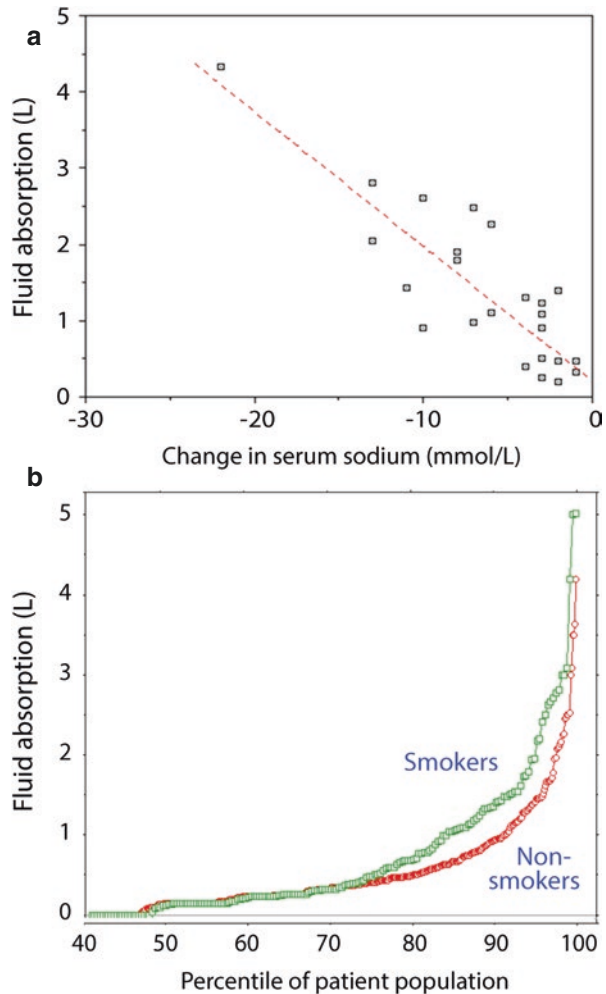 a
5
4
3
2
1
0
Fluid absorption (L)
-30
-20
-10
0
Change in serum sodium (mmol/L)
b
5
4
3
2
1
0
Fluid absorption (L)
Smokers
Non-
smokers
40
50
60
70
80
90
100
Percentile of patient population